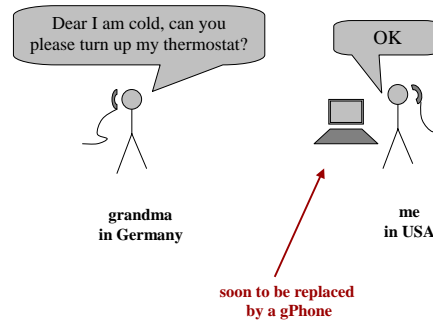 Dear I am cold, can you
please turn up my thermostat?
OK
grandma
in Germany
me
in USA
soon to be replaced
by a gPhone